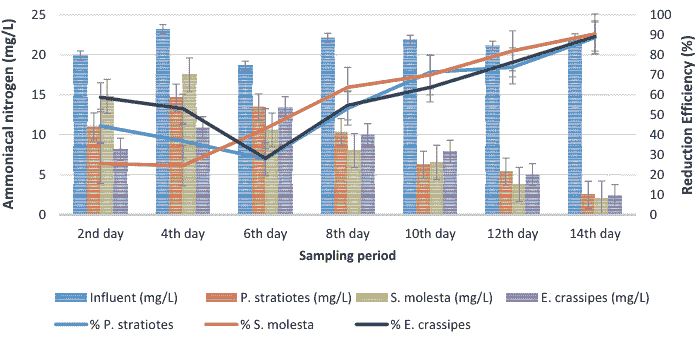 Ammoniacal nitrogen (mg/L)
25
20
15
10
5
0
100
90
80
70
60
50
40
30
20
10
0
Reduction Efficiency (%)
2nd day 4th day 6th day 8th day 10th day 12th day 14th day
Sampling period
Influent (mg/L) P. stratiotes (mg/L) S. molesta (mg/L) E. crassipes (mg/L)
% P. stratiotes % S. molesta % E. crassipes